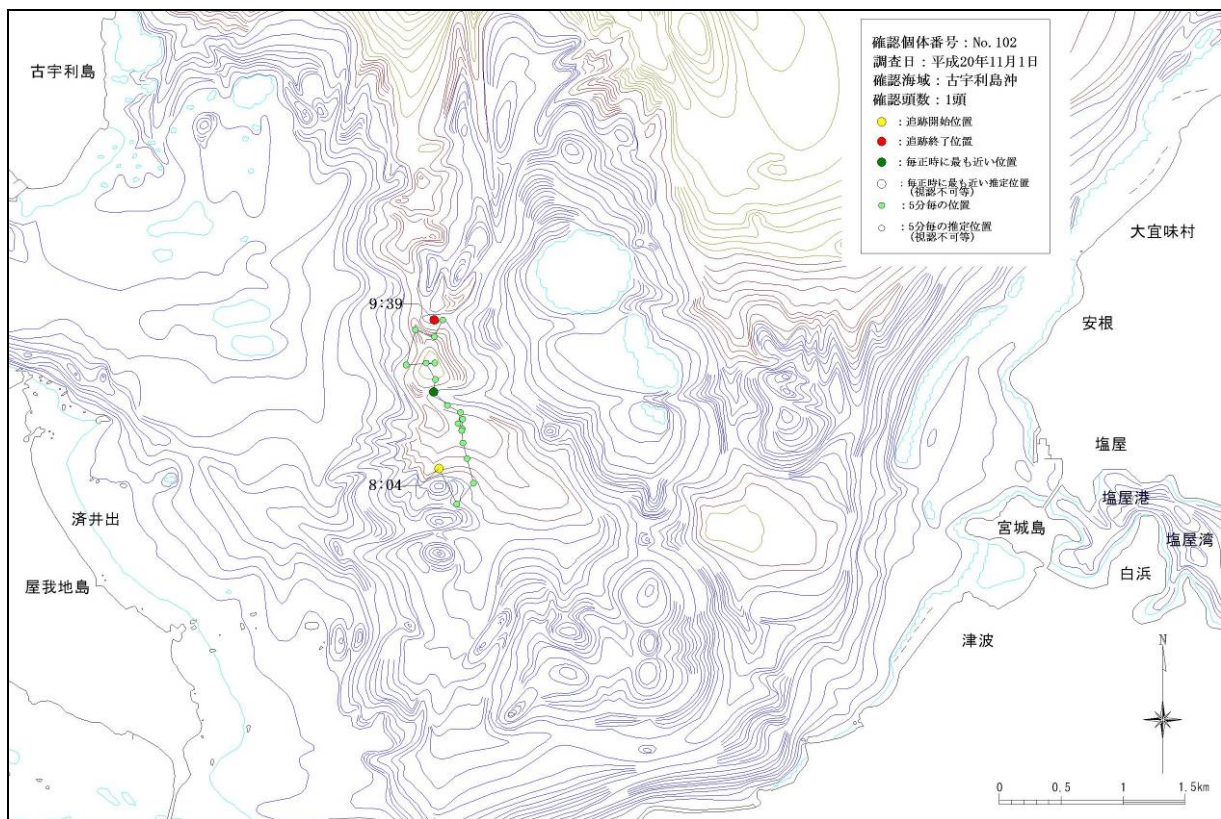 確認個体番号：No.102
調査日：平成20年11月1日
確認海域：古宇利島沖
確認頭数：1頭
：追跡開始位置
：追跡終了位置
：毎正時に最も近い位置
：毎正時に最も近い推定位置
(視認不可等)
：5分毎の位置
：5分毎の推定位置
(視認不可等)
古宇利島
大宜味村
9:39
安根
塩屋
8:04
塩屋港
済井出
宮城島
塩屋湾
白浜
屋我地島
津波
N
0 0.5 1 1.5km